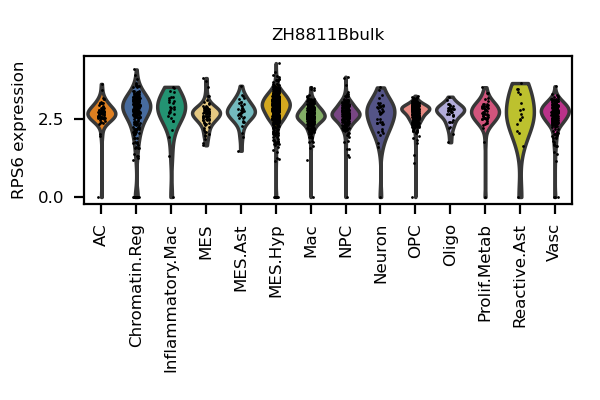 ZH8811Bbulk
RPS6 expression
2.5
0.0
AC
Chromatin.Reg
Inflammatory.Mac
MES
MES.Ast
MES.Hyp
Mac
NPC
Neuron
OPC
Oligo
Prolif.Metab
Reactive.Ast
Vasc